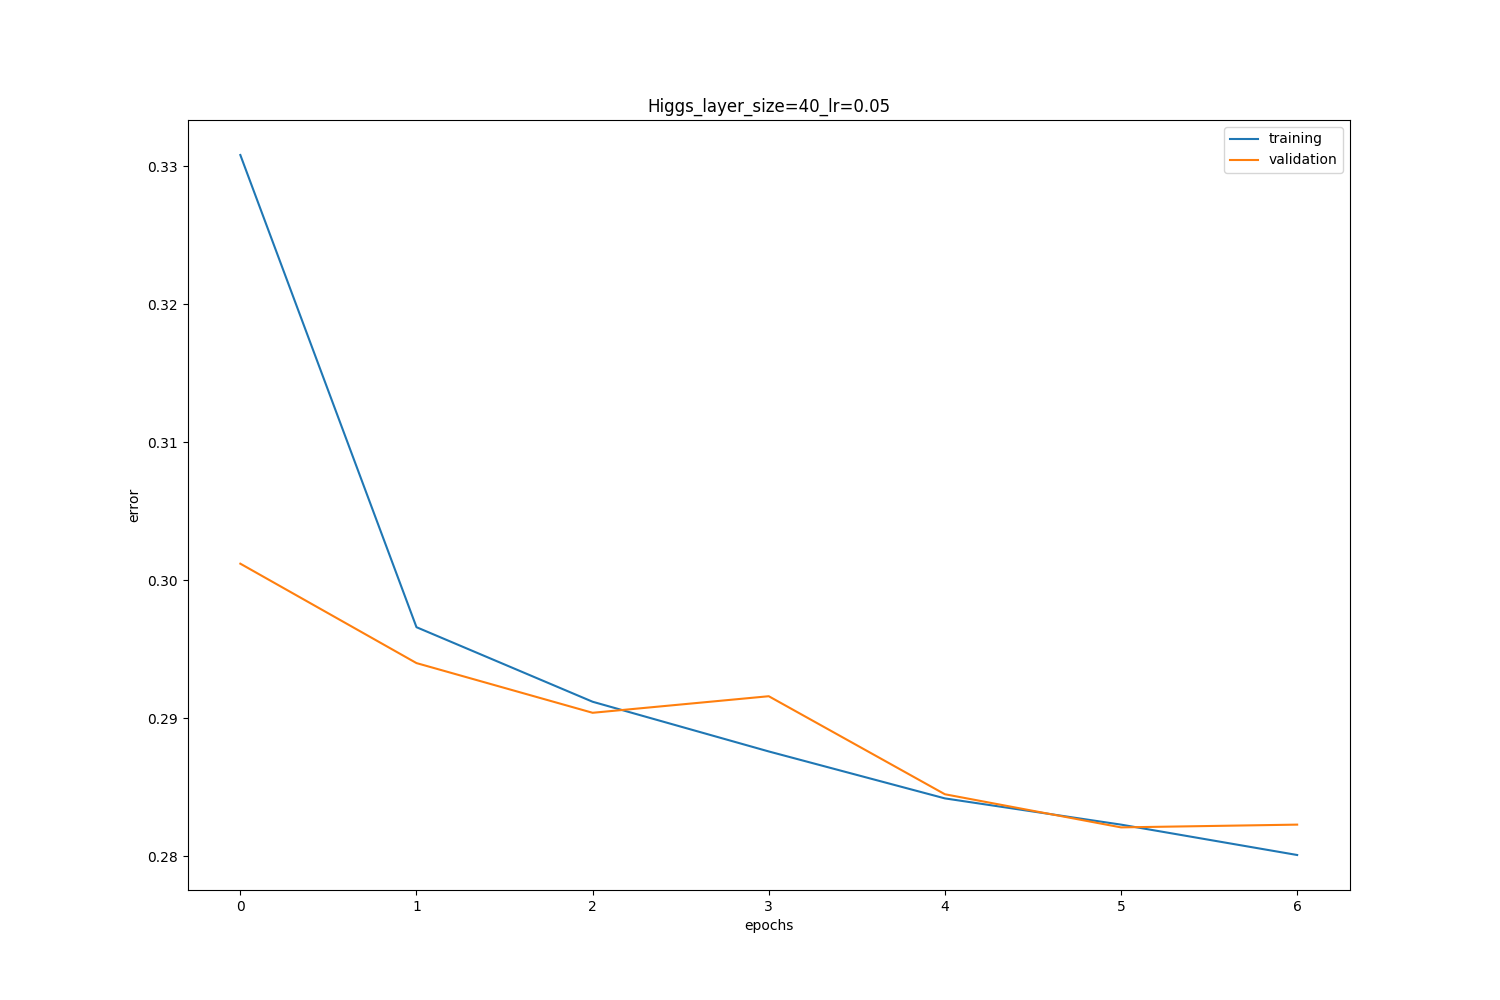 Higgs_layer_size=40_lr=0.05
training
validation
0.33
0.32
0.31
0.30
0.29
0.28
error
0 1 2 3 4 5 6
epochs